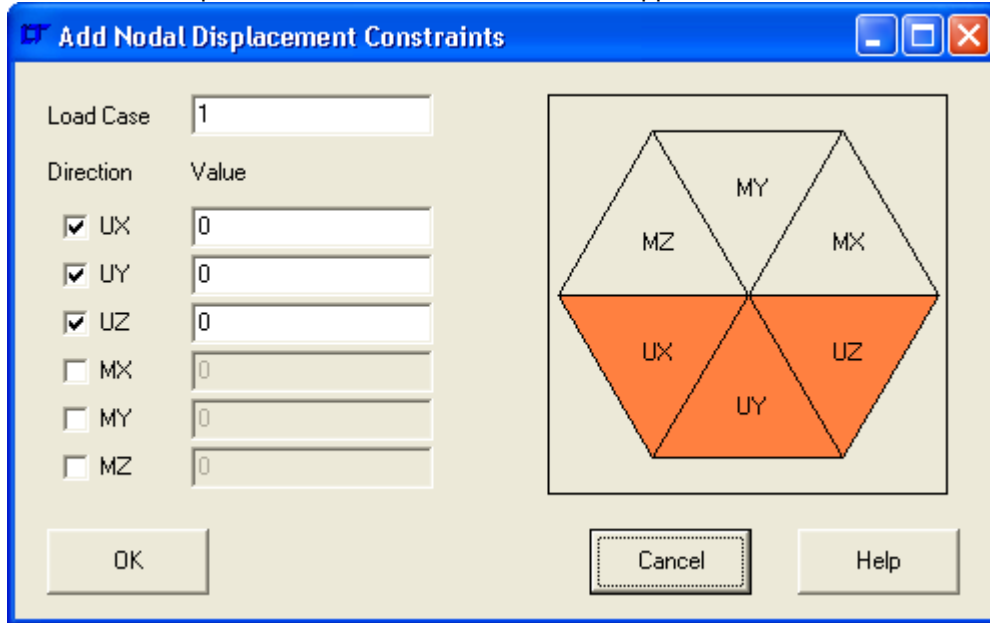 Add Nodal Displacement Constraints
Load Case 1
Direction Value
UX 0
UY 0
UZ 0
MX 0
MY 0
MZ 0
MY
MZ MX
UX UZ
UY
OK Cancel Help